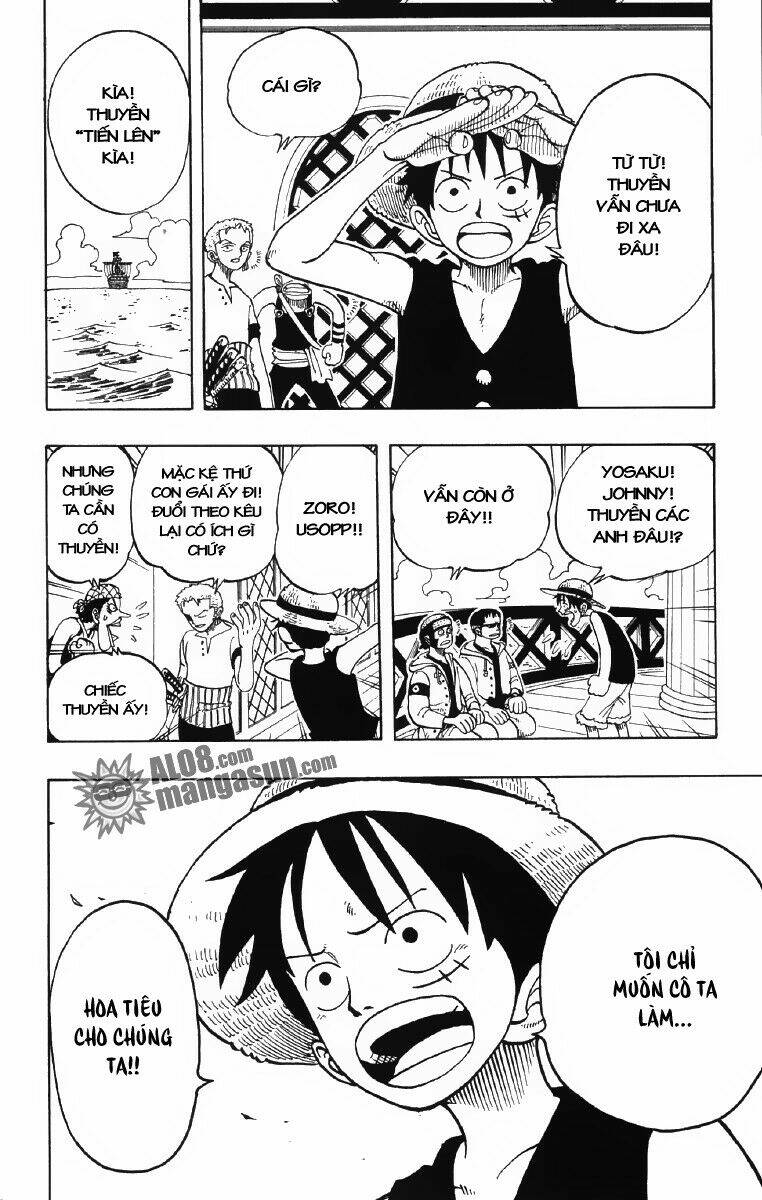 TỪ TỪ!
THUYỀN
VẪN CHƯA
ĐI XA
ĐÂU!
CÁI GÌ?
KÌA!
THUYỀN
"TIẾN LÊN"
KÌA!
YOSAKU!
JOHNNY!
THUYỀN CÁC
ANH ĐÂU!?
VẪN CÒN Ở
ĐÂY!!
ZORO!
USOPP!!
MẶC KỆ THỨ
CON GÁI ẤY ĐI!
ĐUỔI THEO KÊU
LẠI CÓ ÍCH GÌ
CHỨ?
NHƯNG
CHÚNG
TA CẦN
CÓ
THUYỀN!
CHIẾC
THUYỀN ẤY!
ALO8.com
mangasun.com
TÔI CHỈ
MUỐN CÔ TA
LÀM...
HOA TIÊU
CHO CHÚNG
TA!!